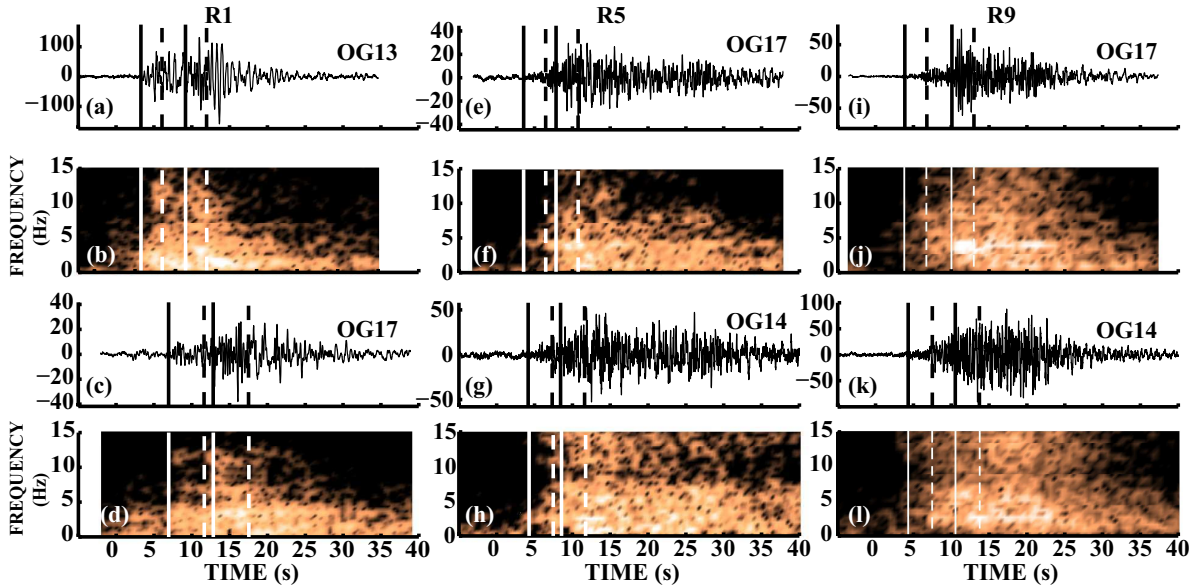 R1 R5 R9
100
0
−100
OG13
(a)
40
20
0
−20
−40
OG17
(e)
50
0
−50
OG17
(i)
FREQUENCY
(Hz)
15
10
5
0
(b)
15
10
5
0
(f)
15
10
5
0
(j)
40
20
0
−20
−40
OG17
(c)
50
0
−50
OG14
(g)
100
50
0
−50
OG14
(k)
FREQUENCY
(Hz)
15
10
5
0
(d)
15
10
5
0
(h)
15
10
5
0
(l)
0 5 10 15 20 25 30 35 40
0 5 10 15 20 25 30 35 40
0 5 10 15 20 25 30 35 40
TIME (s) TIME (s) TIME (s)